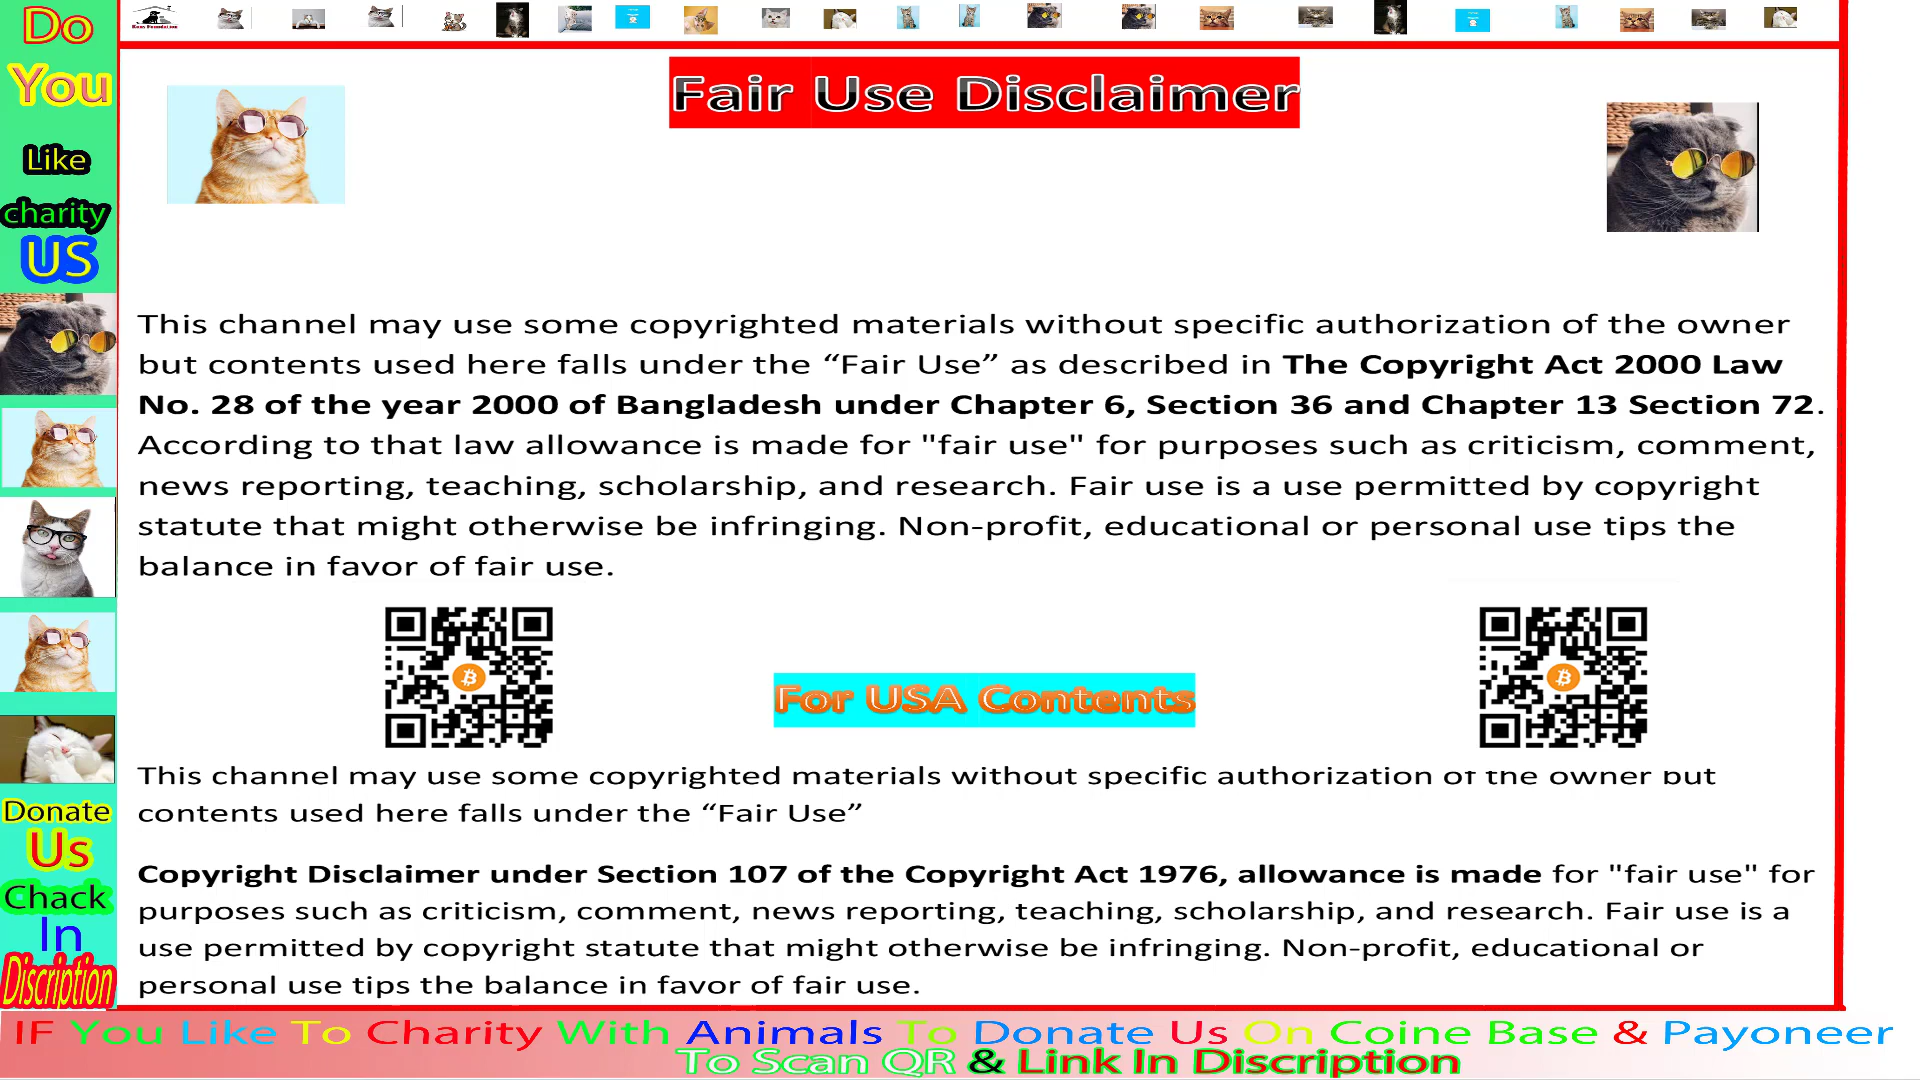 Do
You
Like
charity
US
Donate
Us
Chack
In
Discription
Fair Use Disclaimer
This channel may use some copyrighted materials without specific authorization of the owner
but contents used here falls under the “Fair Use” as described in The Copyright Act 2000 Law
No. 28 of the year 2000 of Bangladesh under Chapter 6, Section 36 and Chapter 13 Section 72.
According to that law allowance is made for "fair use" for purposes such as criticism, comment,
news reporting, teaching, scholarship, and research. Fair use is a use permitted by copyright
statute that might otherwise be infringing. Non-profit, educational or personal use tips the
balance in favor of fair use.
For USA Contents
This channel may use some copyrighted materials without specific authorization of the owner but
contents used here falls under the “Fair Use”
Copyright Disclaimer under Section 107 of the Copyright Act 1976, allowance is made for "fair use" for
purposes such as criticism, comment, news reporting, teaching, scholarship, and research. Fair use is a
use permitted by copyright statute that might otherwise be infringing. Non-profit, educational or
personal use tips the balance in favor of fair use.
IF You Like To Charity With Animals To Donate Us On Coine Base & Payoneer
To Scan QR & Link In Discription